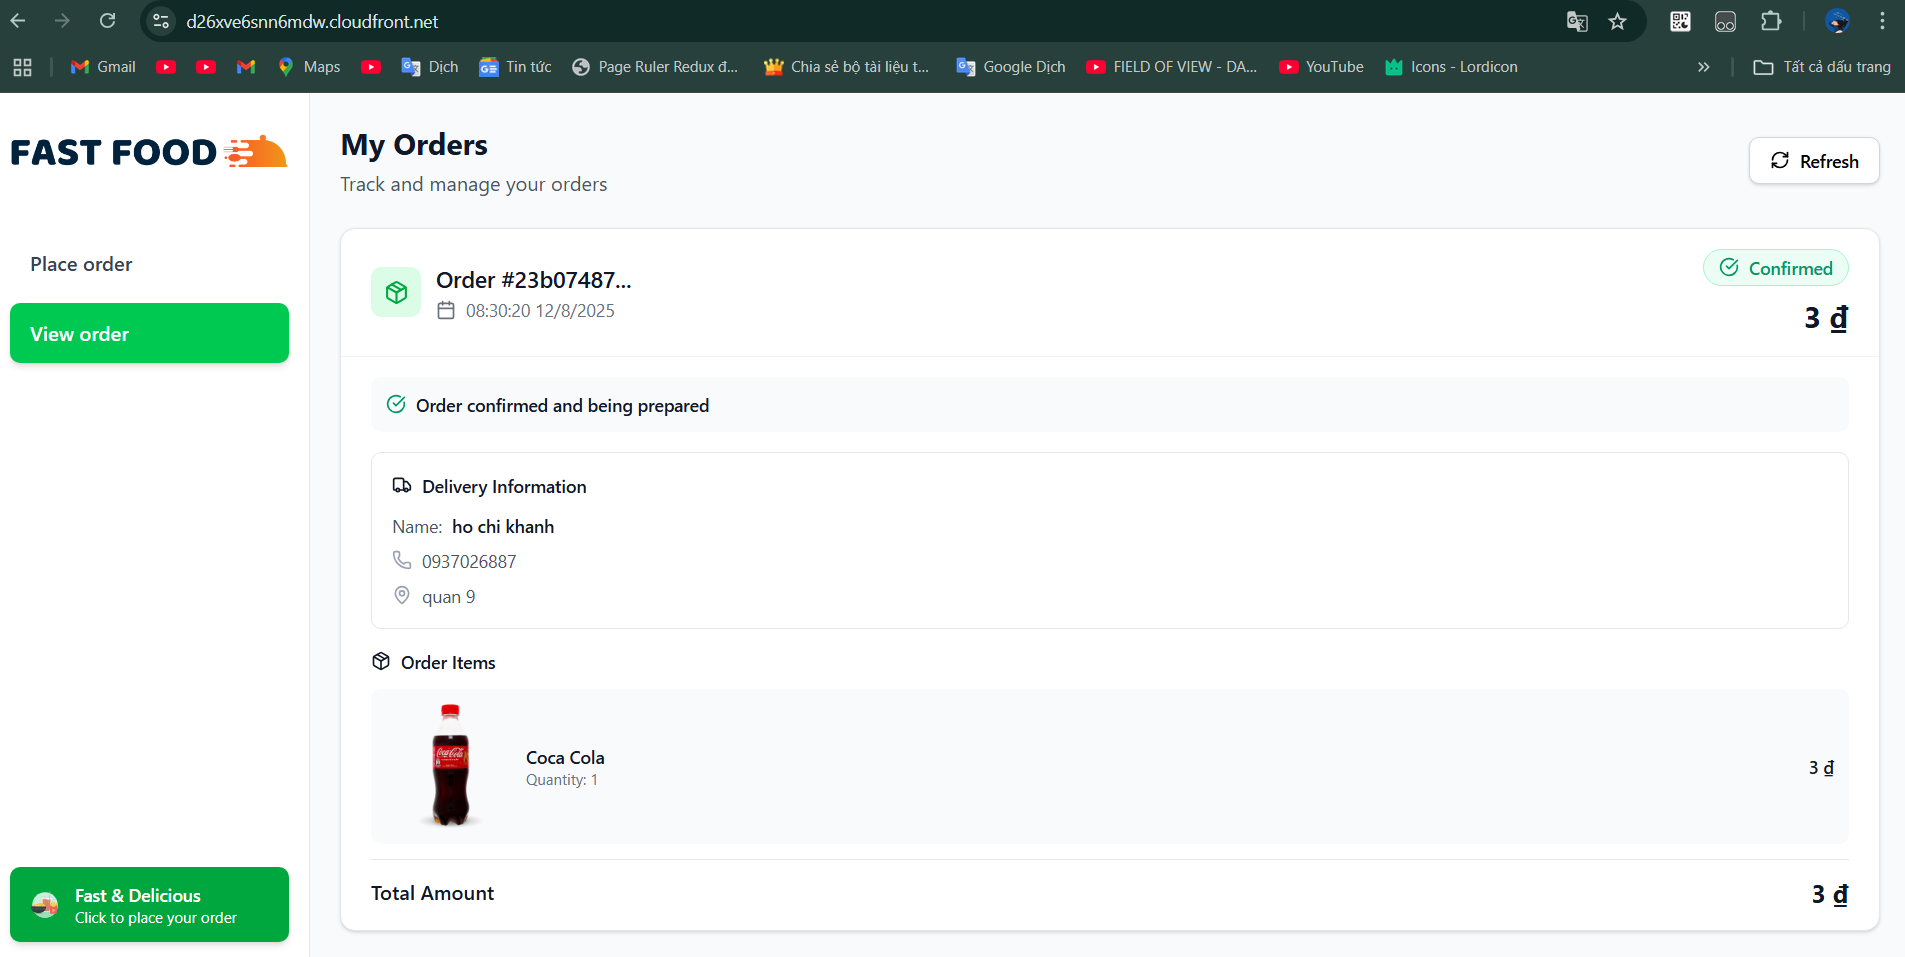 d26xve6snn6mdw.cloudfront.net
Gmail
Maps
Dịch
Tin tức
Page Ruler Redux đ...
Chia sẻ bộ tài liệu t...
Google Dịch
FIELD OF VIEW - DA...
YouTube
Icons - Lordicon
Tất cả dấu trang
FAST FOOD
Place order
View order
My Orders
Track and manage your orders
Refresh
Order #23b07487...
08:30:20 12/8/2025
Confirmed
3 ₫
Order confirmed and being prepared
Delivery Information
Name: ho chi khanh
0937026887
quan 9
Order Items
Coca-Cola
Coca Cola
Quantity: 1
3 ₫
Total Amount
3 ₫
Fast & Delicious
Click to place your order